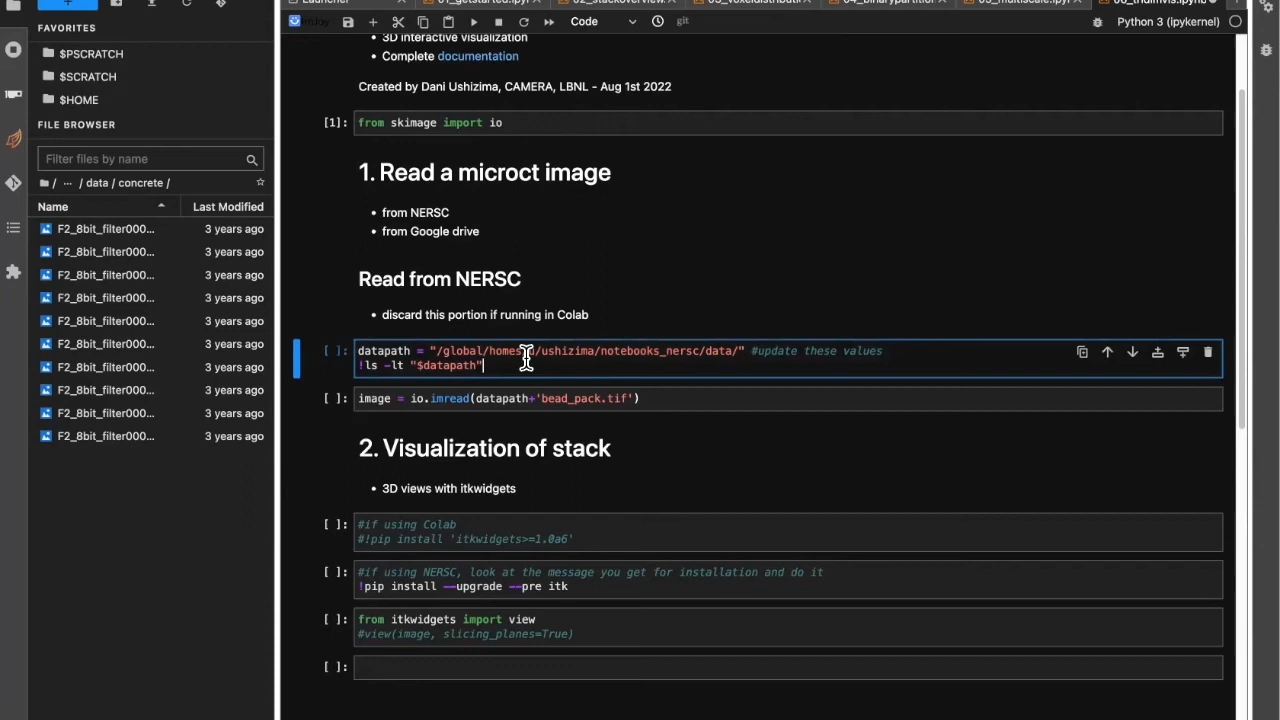 FAVORITES
$PSCRATCH
$SCRATCH
$HOME
FILE BROWSER
Filter files by name
/ ··· / data / concrete /
Name Last Modified
F2_8bit_filter000... 3 years ago
F2_8bit_filter000... 3 years ago
F2_8bit_filter000... 3 years ago
F2_8bit_filter000... 3 years ago
F2_8bit_filter000... 3 years ago
F2_8bit_filter000... 3 years ago
F2_8bit_filter000... 3 years ago
F2_8bit_filter000... 3 years ago
F2_8bit_filter000... 3 years ago
F2_8bit_filter000... 3 years ago
Code git Python 3 (ipykernel)
• 3D interactive visualization
• Complete documentation
Created by Dani Ushizima, CAMERA, LBNL - Aug 1st 2022
[1]: from skimage import io
1. Read a microct image
• from NERSC
• from Google drive
Read from NERSC
• discard this portion if running in Colab
[ ]: datapath = /ushizima/notebooks_nersc/data/" #update these values
!ls -lt "$datapath"
[ ]: image = io.imread(datapath+'bead_pack.tif')
2. Visualization of stack
• 3D views with itkwidgets
[ ]: #if using Colab
#!pip install 'itkwidgets>=1.0a6'
[ ]: #if using NERSC, look at the message you get for installation and do it
!pip install --upgrade --pre itk
[ ]: from itkwidgets import view
#view(image, slicing_planes=True)
[ ]: